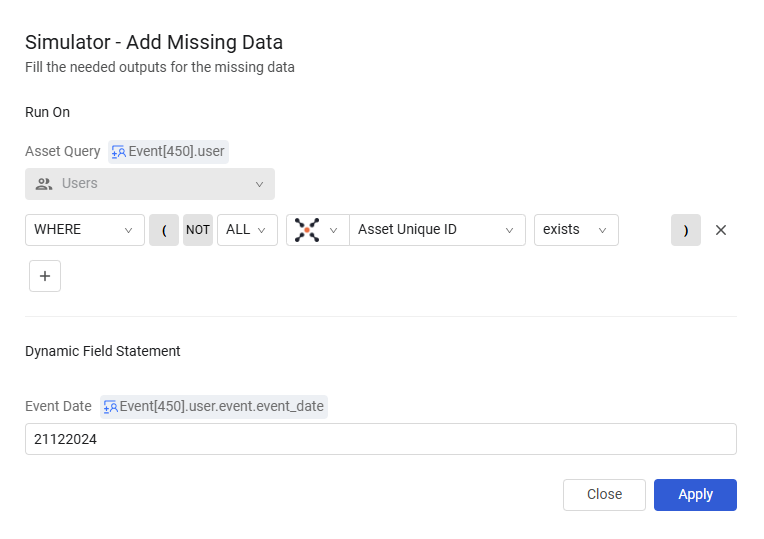 Simulator - Add Missing Data
Fill the needed outputs for the missing data
Run On
Asset Query Event[450].user
Users
WHERE ( NOT ALL Asset Unique ID exists )
+
Dynamic Field Statement
Event Date Event[450].user.event.event_date
21122024
Close Apply